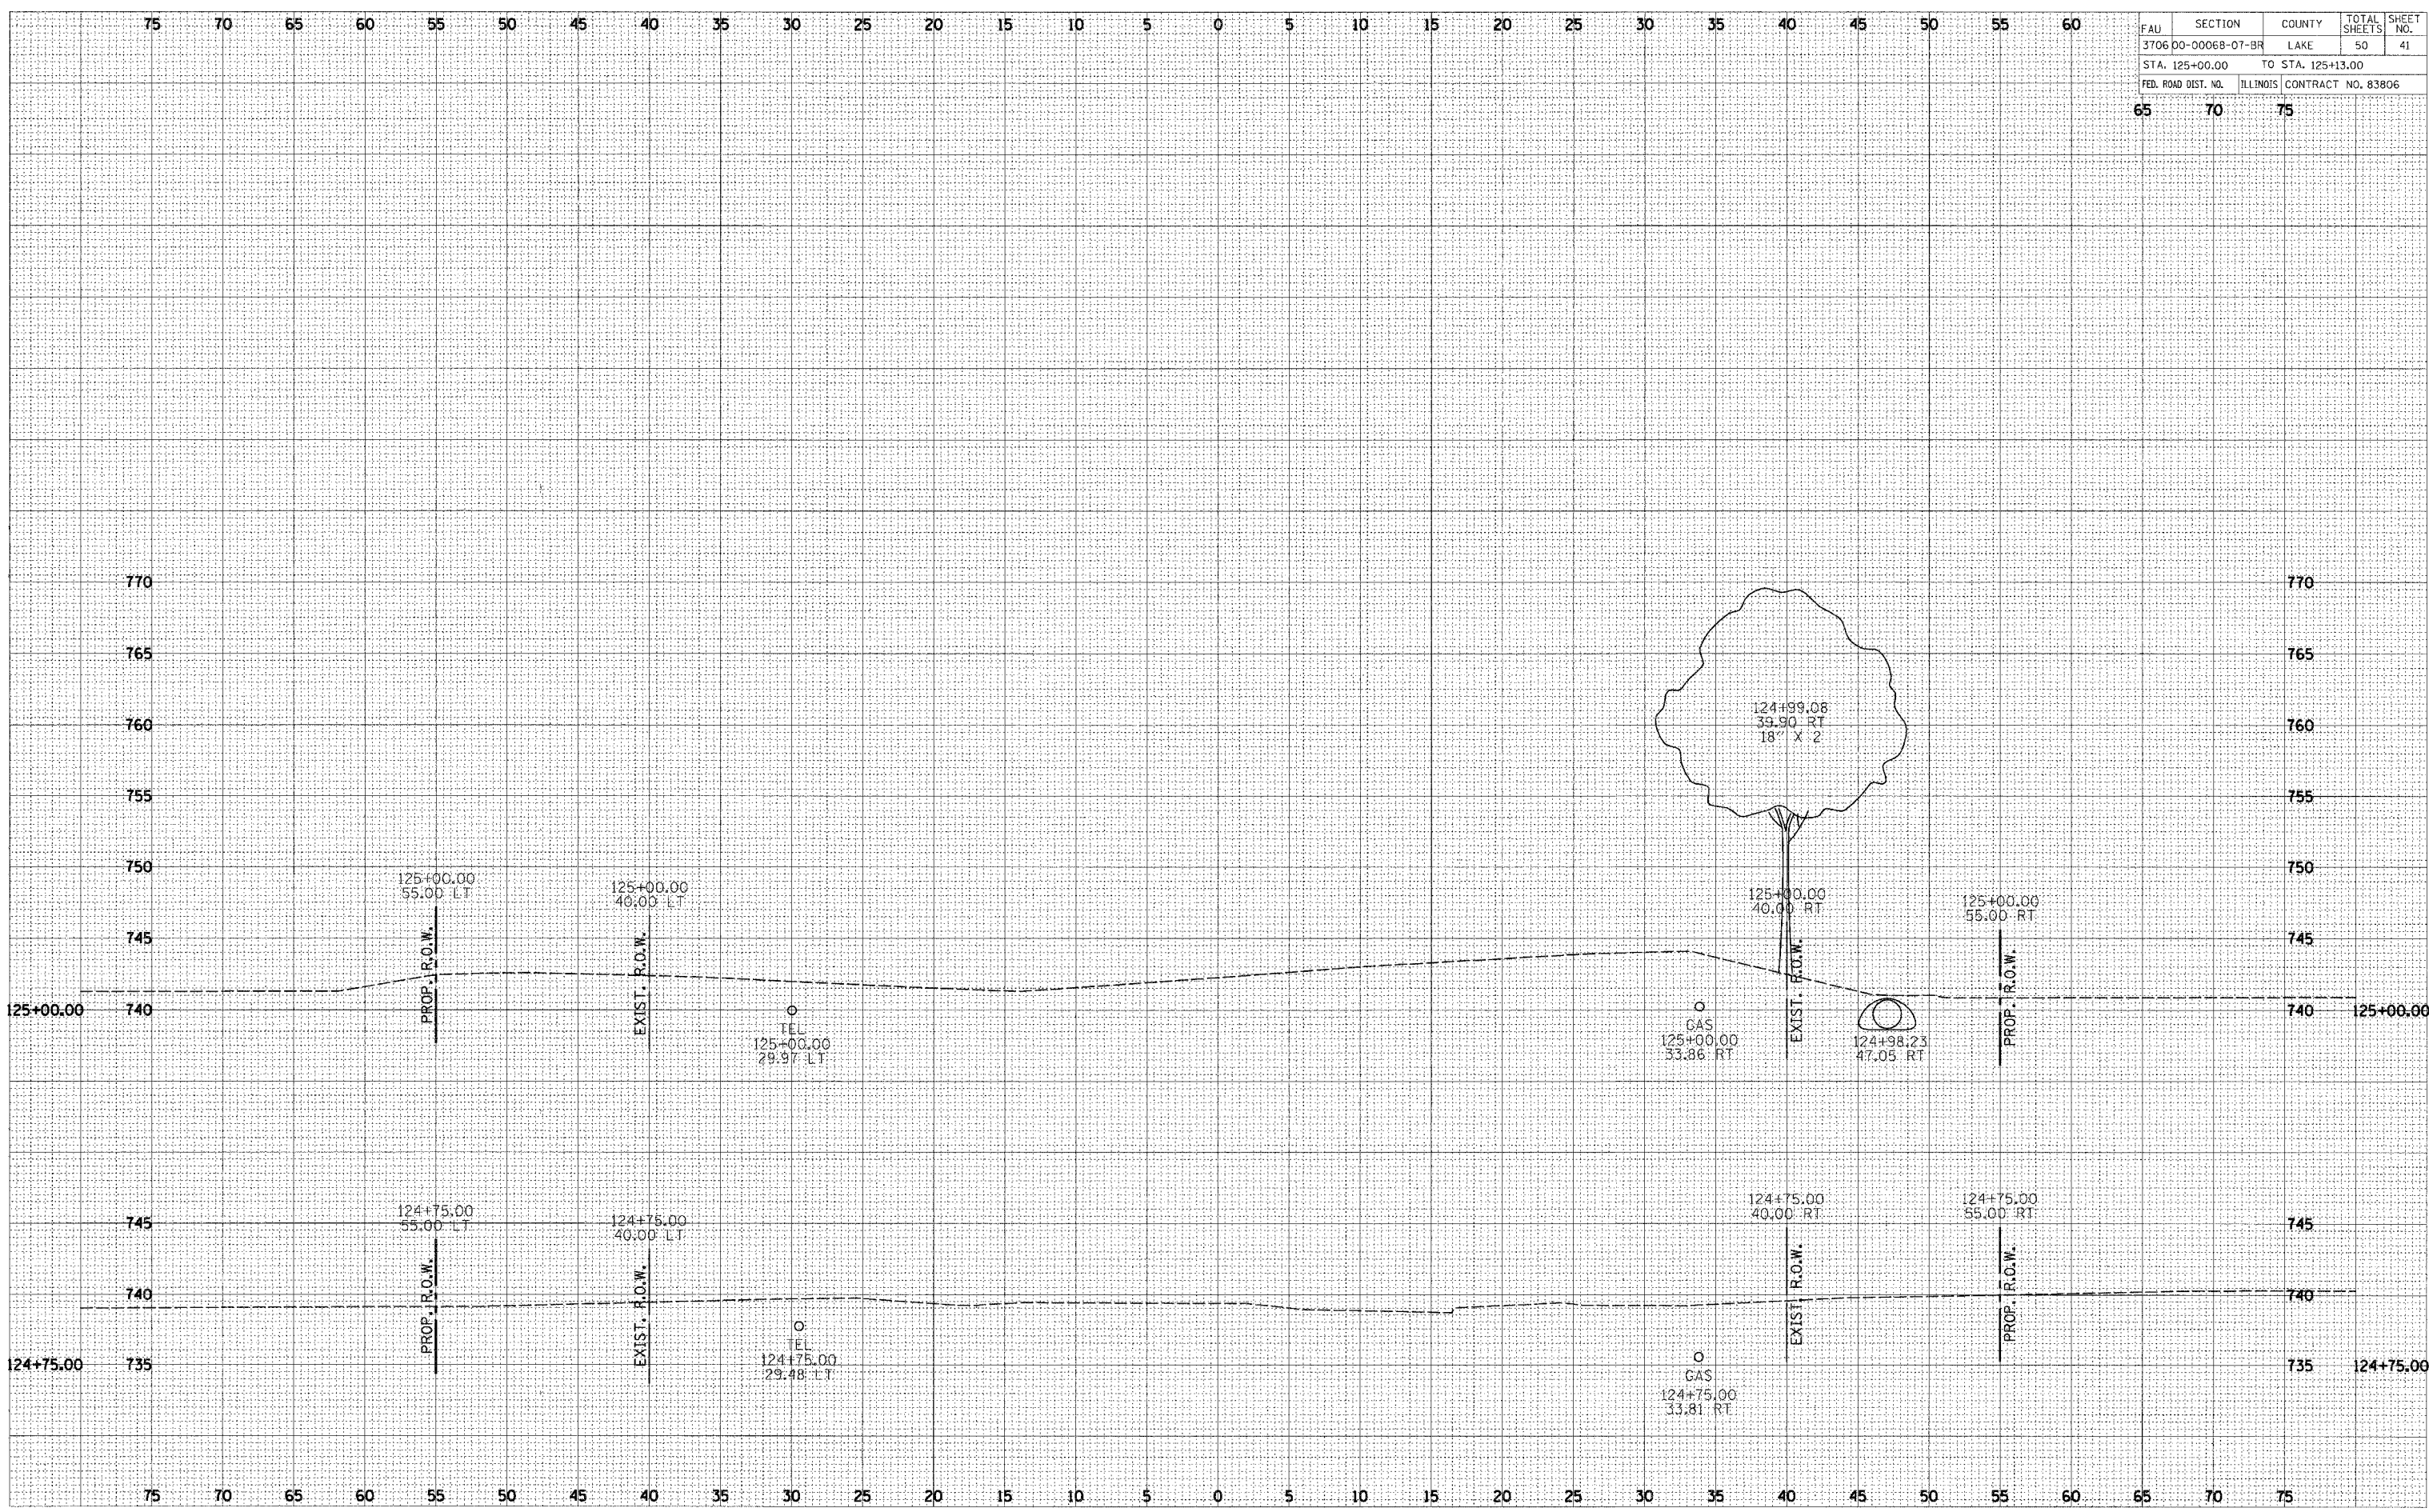 75 70 65 60 55 50 45 40 35 30 25 20 15 10 5 0 5 10 15 20 25 30 35 40 45 50 55 60
FAU SECTION COUNTY TOTAL SHEETS SHEET NO.
3706 00-00068-07-BR LAKE 50 41
STA. 125+00.00 TO STA. 125+13.00
FED. ROAD DIST. NO. ILLINOIS CONTRACT NO. 83806
65 70 75
770 770
765 765
124+99.08
39.90 RT
18" X 2
760 760
755 755
750 750
125+00.00
55.00 LT
125+00.00
40.00 LT
125+00.00
40.00 RT
125+00.00
55.00 RT
745 745
PROP. R.O.W.
EXIST. R.O.W.
EXIST. R.O.W.
PROP. R.O.W.
125+00.00 740 740 125+00.00
TEL
125+00.00
29.97 LT
GAS
125+00.00
33.86 RT
124+98.23
47.05 RT
124+75.00
55.00 LT
124+75.00
40.00 LT
124+75.00
40.00 RT
124+75.00
55.00 RT
745 745
PROP. R.O.W.
EXIST. R.O.W.
EXIST. R.O.W.
PROP. R.O.W.
740 740
TEL
124+75.00
29.48 LT
124+75.00 735 735 124+75.00
GAS
124+75.00
33.81 RT
75 70 65 60 55 50 45 40 35 30 25 20 15 10 5 0 5 10 15 20 25 30 35 40 45 50 55 60 65 70 75